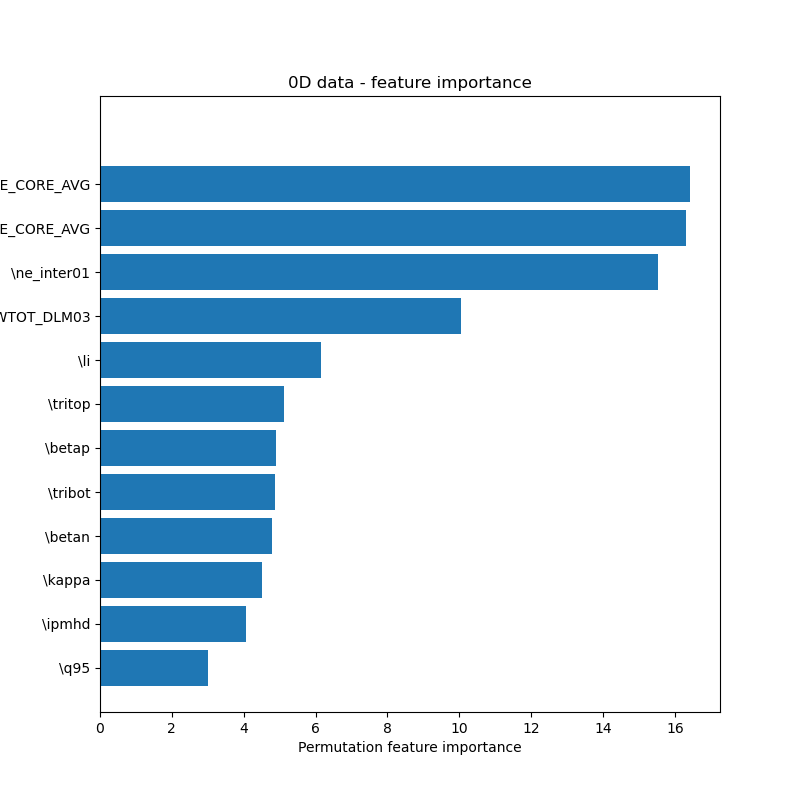 0D data - feature importance
E_CORE_AVG
E_CORE_AVG
\ne_inter01
WTOT_DLM03
\li
\tritop
\betap
\tribot
\betan
\kappa
\ipmhd
\q95
0 2 4 6 8 10 12 14 16
Permutation feature importance